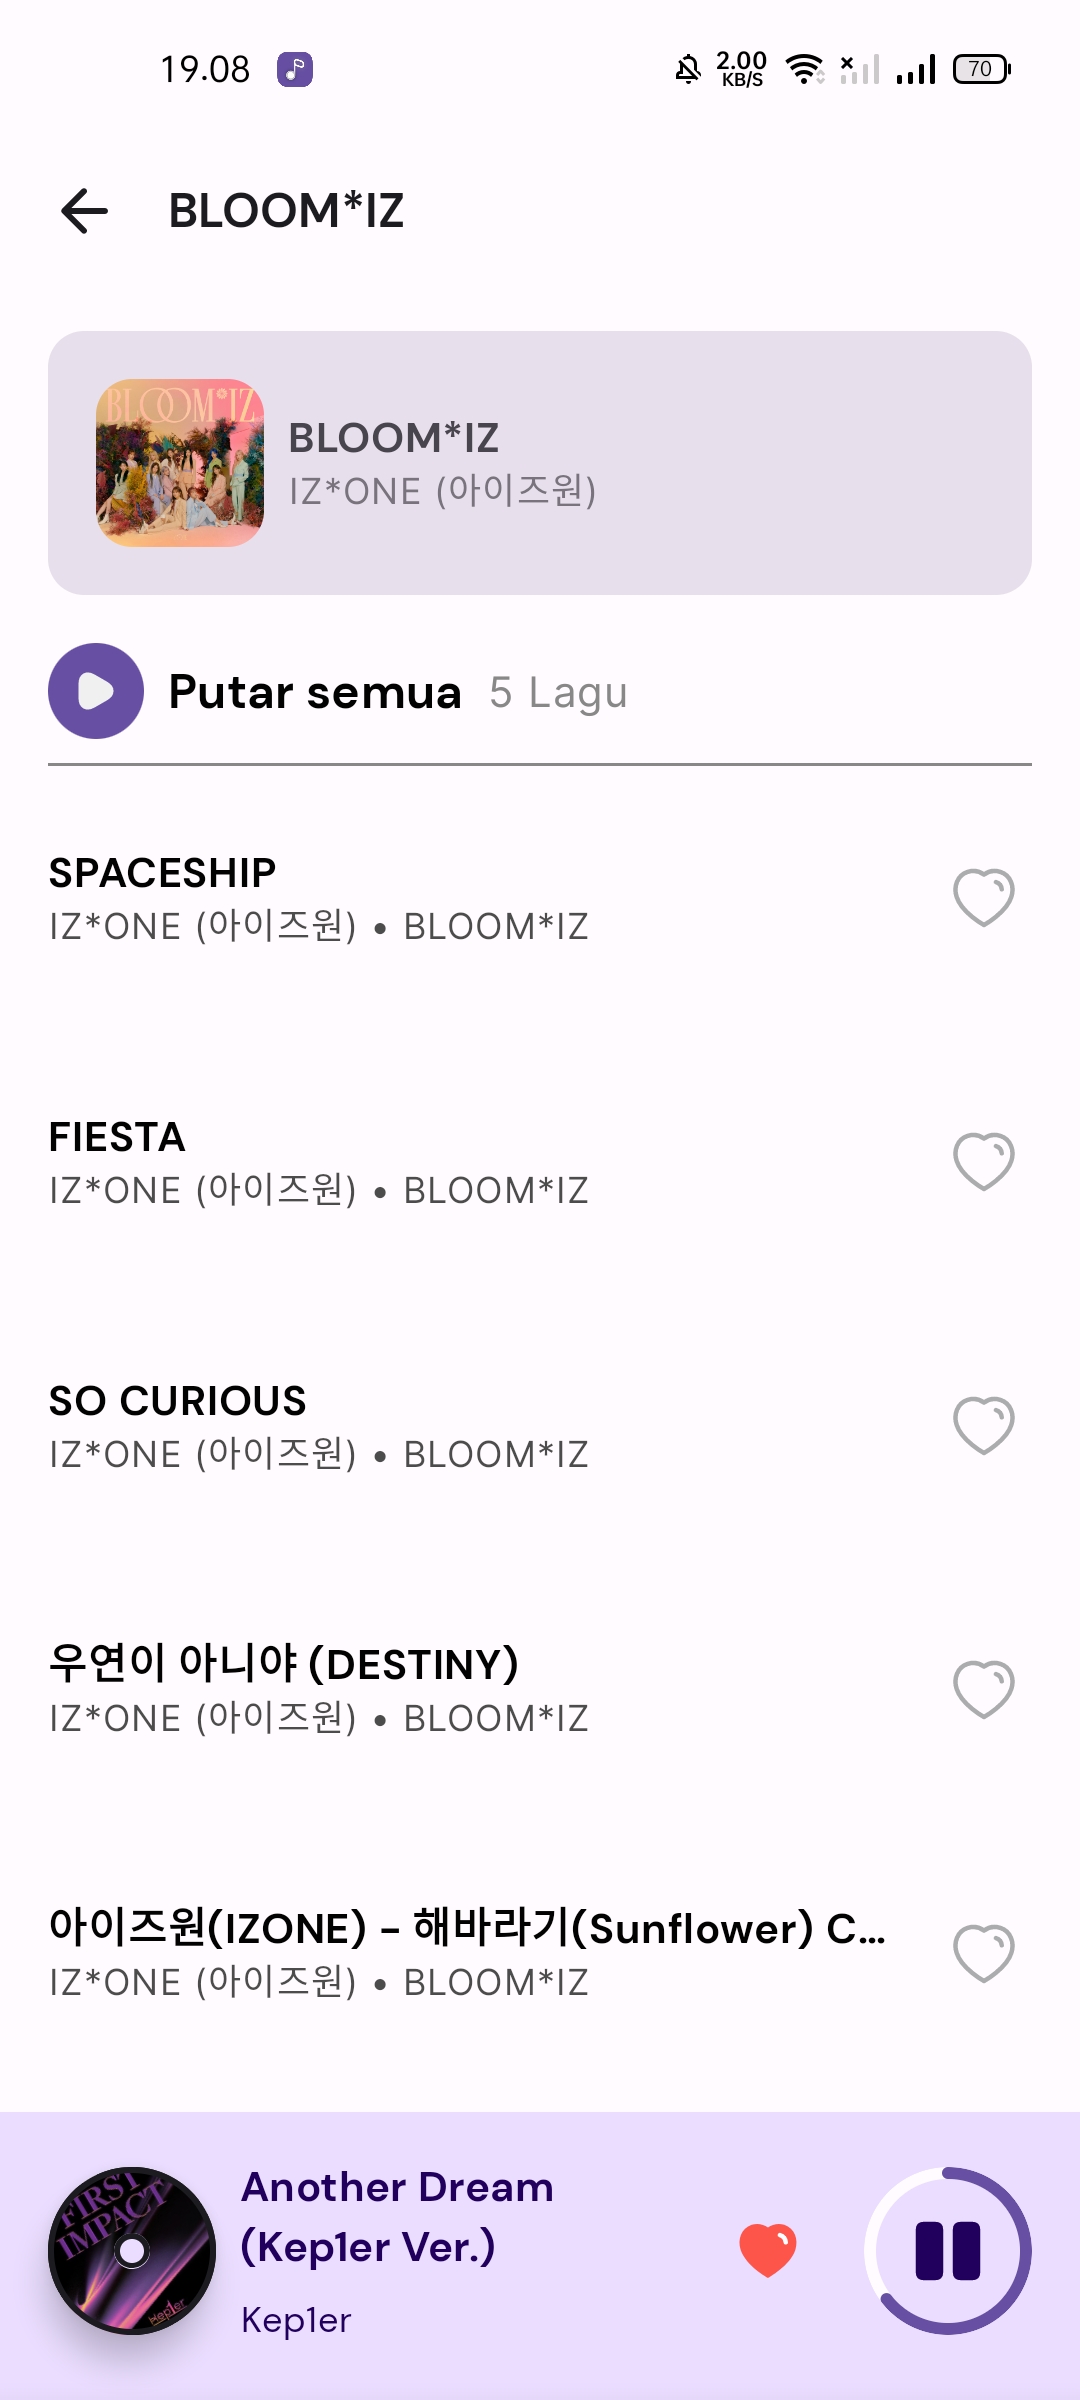 19.08
2.00
KB/S
70
BLOOM*IZ
BLOOM*IZ
BLOOM*IZ
IZ*ONE (아이즈원)
Putar semua 5 Lagu
SPACESHIP
IZ*ONE (아이즈원) • BLOOM*IZ
FIESTA
IZ*ONE (아이즈원) • BLOOM*IZ
SO CURIOUS
IZ*ONE (아이즈원) • BLOOM*IZ
우연이 아니야 (DESTINY)
IZ*ONE (아이즈원) • BLOOM*IZ
아이즈원(IZONE) - 해바라기(Sunflower) C...
IZ*ONE (아이즈원) • BLOOM*IZ
FIRST
IMPACT
Kep1er
Another Dream
(Kep1er Ver.)
Kep1er